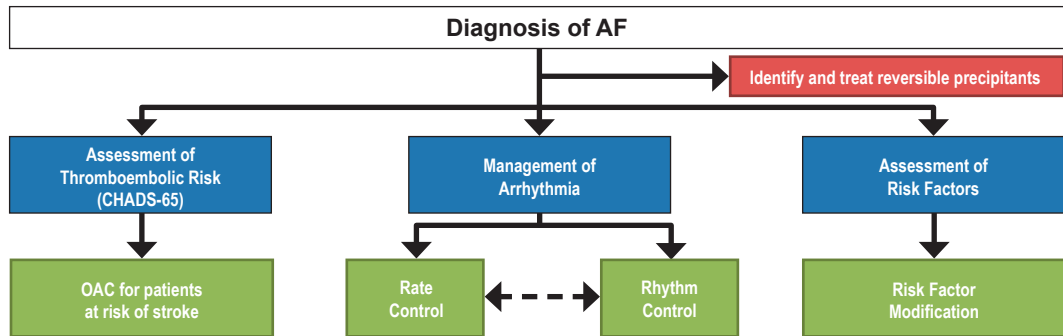 Diagnosis of AF
Identify and treat reversible precipitants
Assessment of
Thromboembolic Risk
(CHADS-65)
Management of
Arrhythmia
Assessment of
Risk Factors
OAC for patients
at risk of stroke
Rate
Control
Rhythm
Control
Risk Factor
Modification